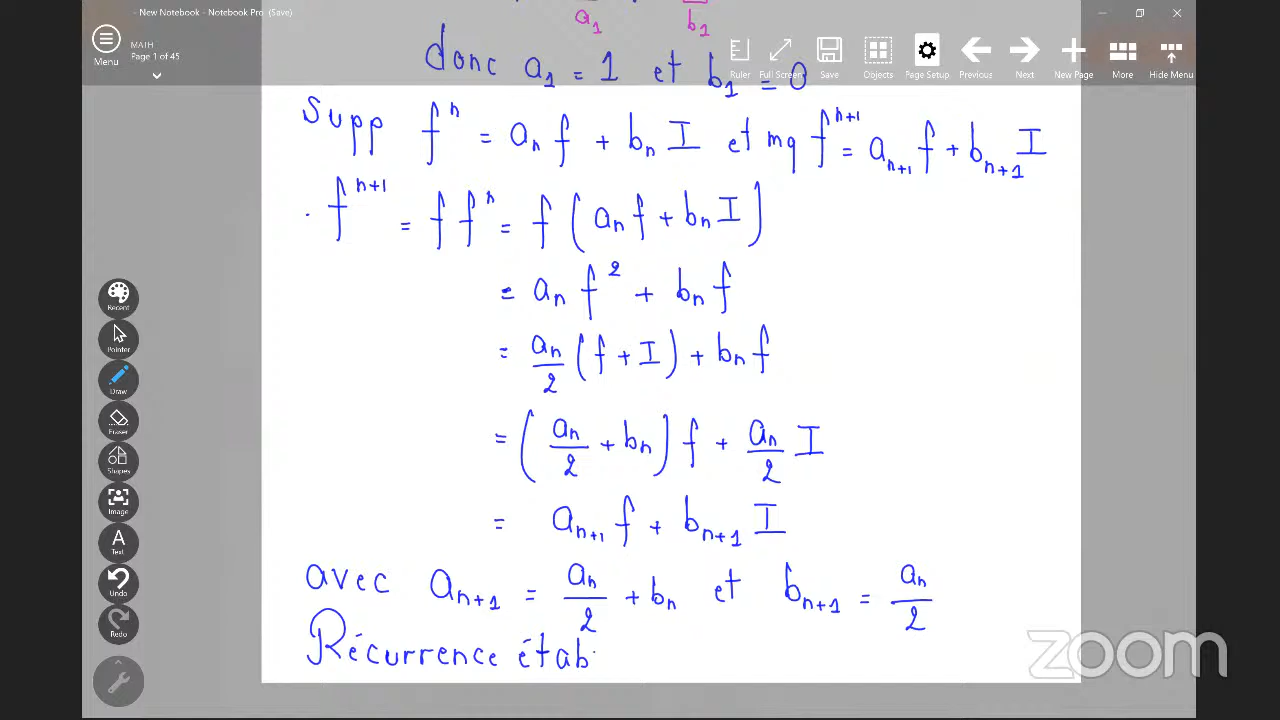 - New Notebook - Notebook Pro (Save)
Menu
MATH
Page 1 of 45
Ruler
Full Screen
Save
Objects
Page Setup
Previous
Next
New Page
More
Hide Menu
a₁ b₁
donc a₁ = 1 et b₁ = 0
Supp fⁿ = aₙ f + bₙ I et mq fⁿ⁺¹ = aₙ₊₁ f + bₙ₊₁ I
. fⁿ⁺¹ = f fⁿ = f (aₙ f + bₙ I)
= aₙ f² + bₙ f
= aₙ/2 (f + I) + bₙ f
= (aₙ/2 + bₙ) f + aₙ/2 I
= aₙ₊₁ f + bₙ₊₁ I
avec aₙ₊₁ = aₙ/2 + bₙ et bₙ₊₁ = aₙ/2
Récurrence étab
Recent
Pointer
Draw
Eraser
Shapes
Image
A
Text
Undo
Redo
zoom